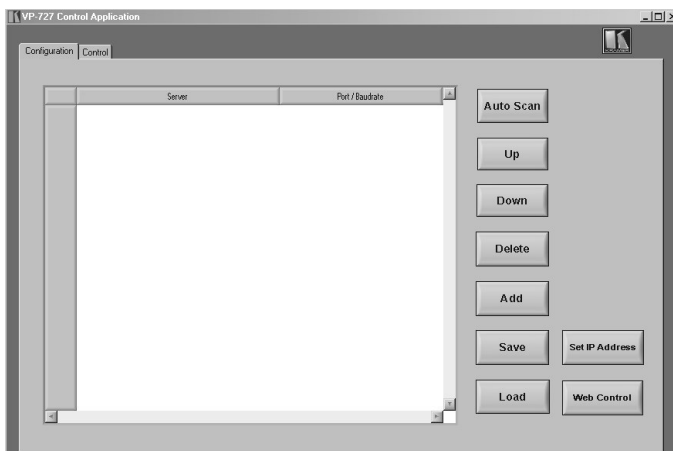 VP-727 Control Application
Configuration Control
Server Port / Baudrate
Auto Scan
Up
Down
Delete
Add
Save Set IP Address
Load Web Control